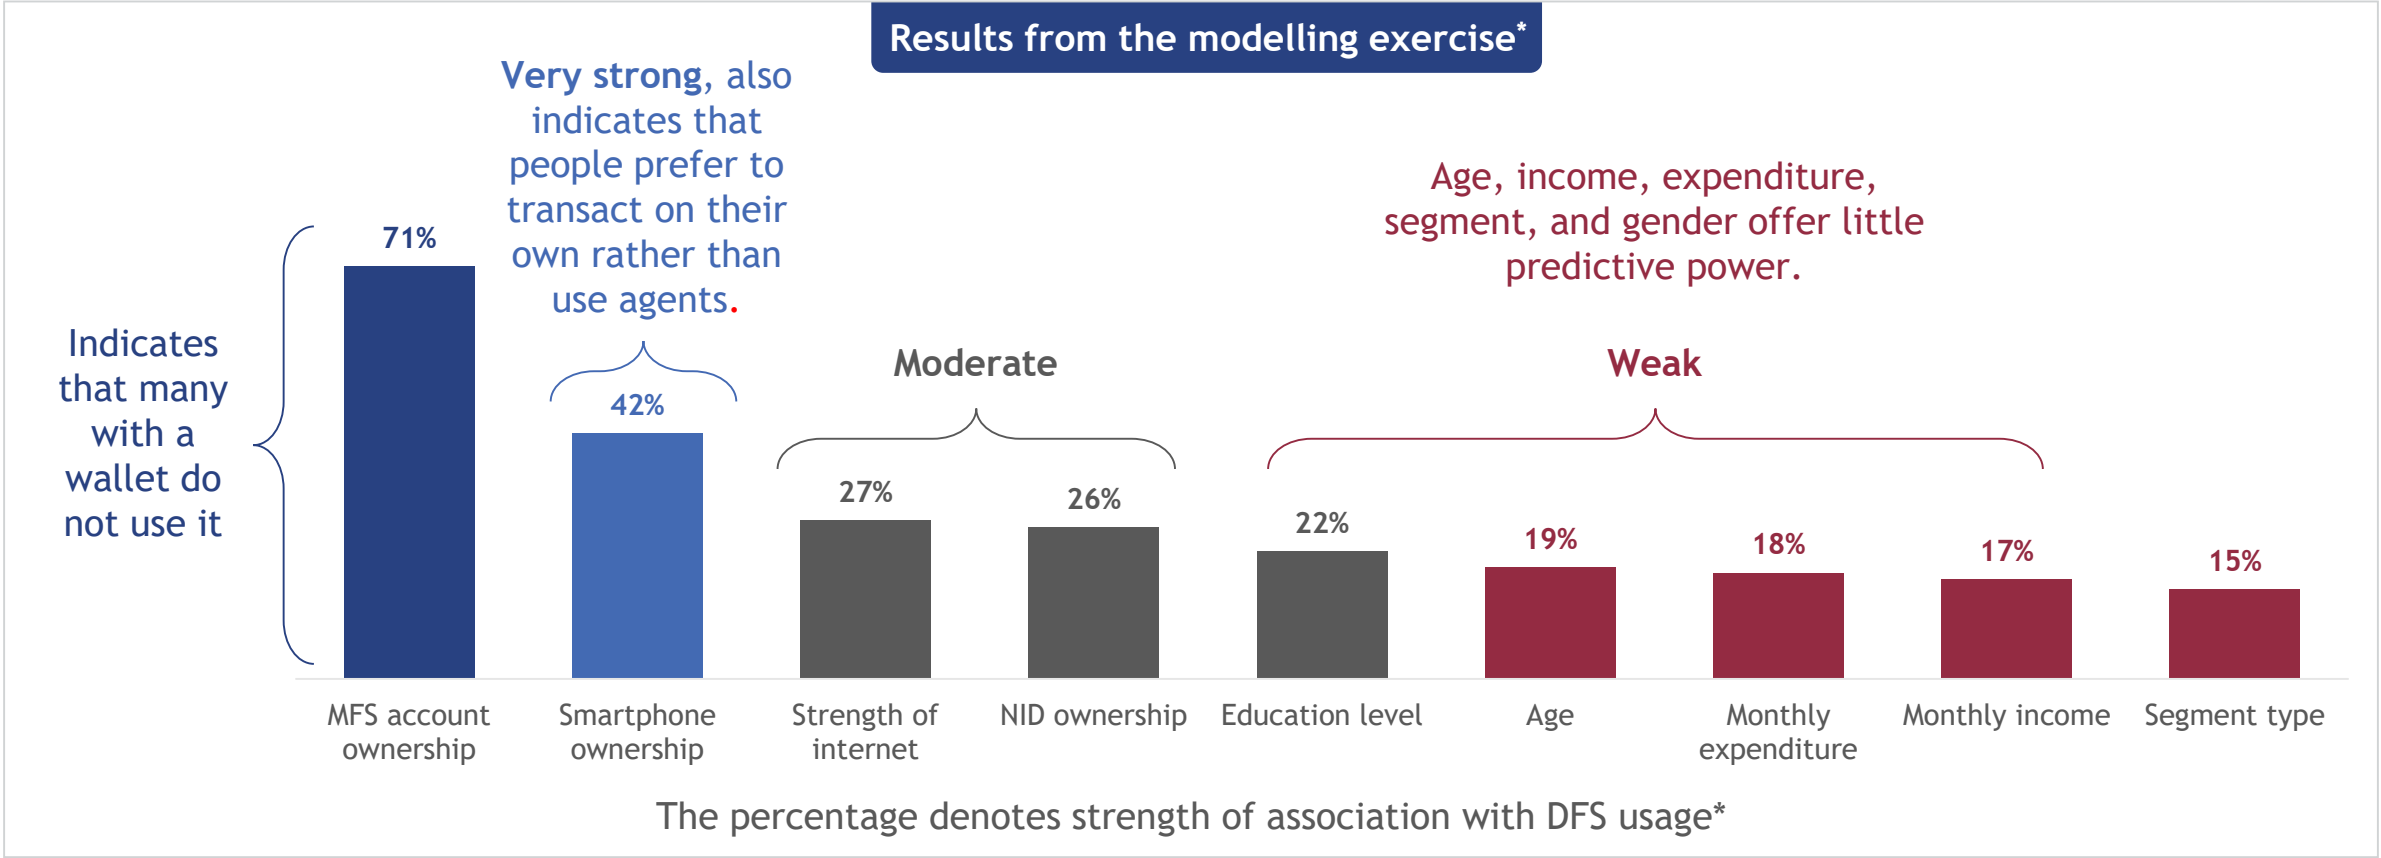 Results from the modelling exercise*
Very strong, also
indicates that
people prefer to
transact on their
own rather than
use agents.
Age, income, expenditure,
segment, and gender offer little
predictive power.
Indicates
that many
with a
wallet do
not use it
Moderate
Weak
71%
42%
27%
26%
22%
19%
18%
17%
15%
MFS account
ownership
Smartphone
ownership
Strength of
internet
NID ownership
Education level
Age
Monthly
expenditure
Monthly income
Segment type
The percentage denotes strength of association with DFS usage*